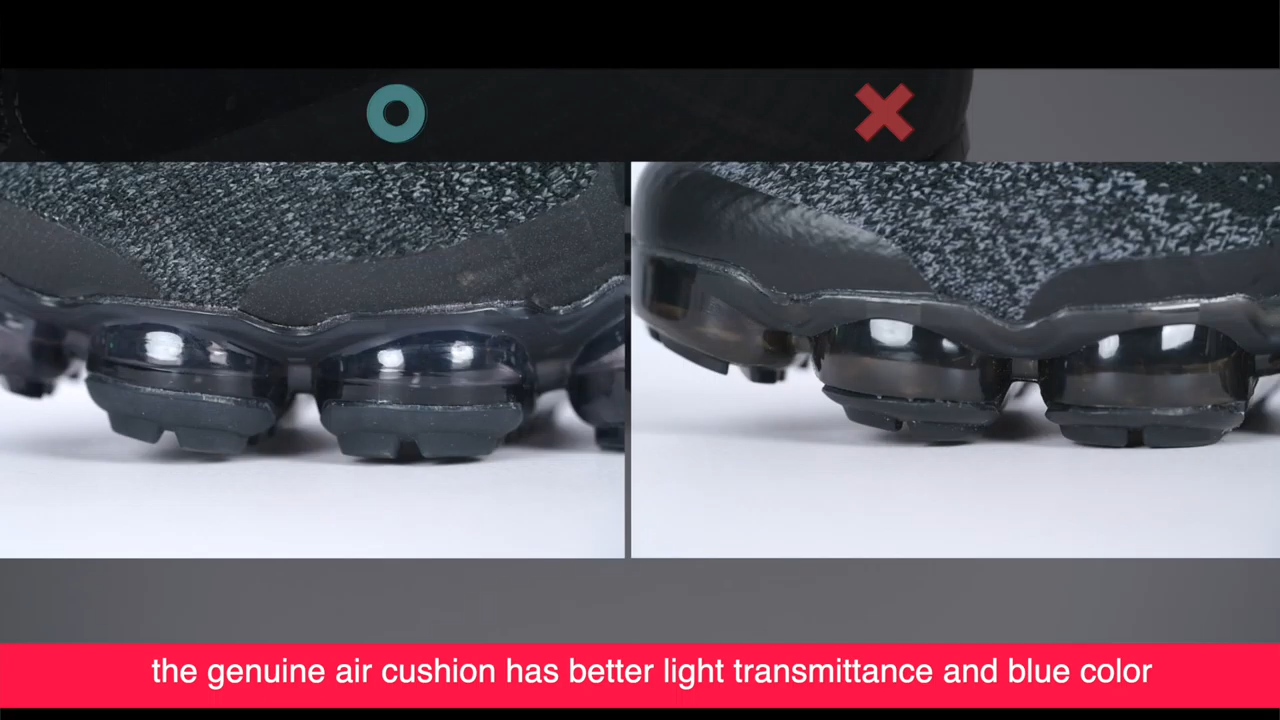 the genuine air cushion has better light transmittance and blue color